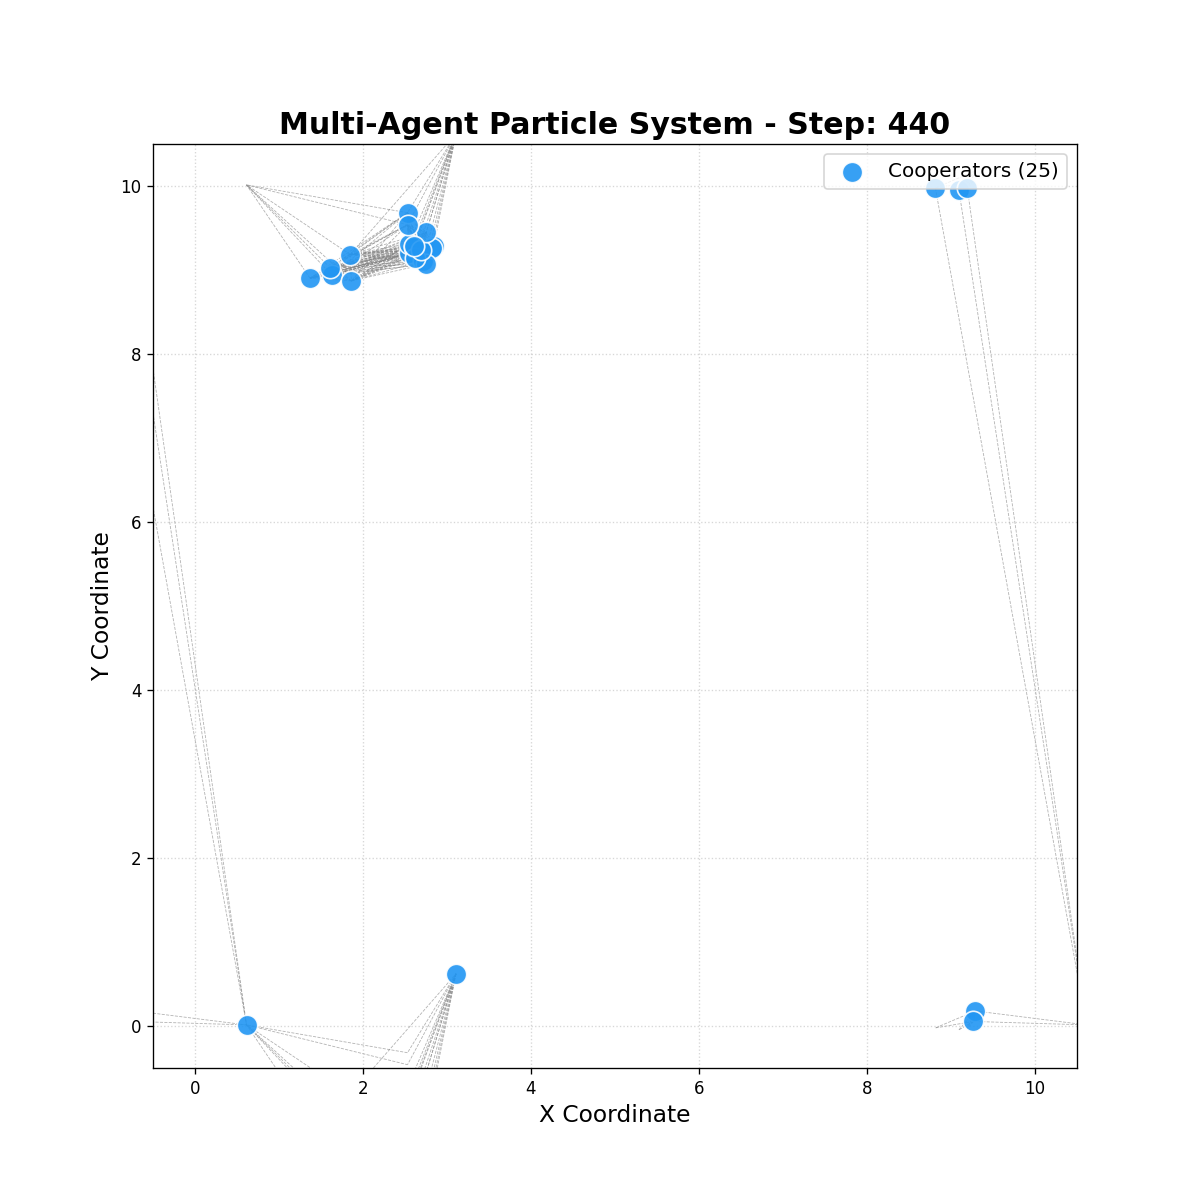 Multi-Agent Particle System - Step: 440
Cooperators (25)
10
8
6
4
2
0
Y Coordinate
0 2 4 6 8 10
X Coordinate